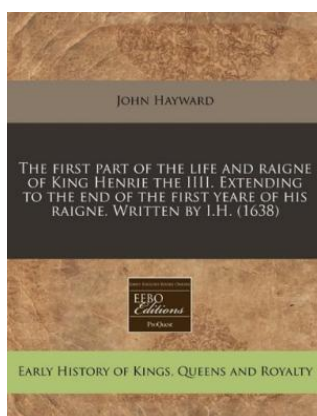 John Hayward
The first part of the life and raigne
of King Henrie the IIII. Extending
to the end of the first yeare of his
raigne. Written by I.H. (1638)
EEBO
Editions
ProQuest
Early History of Kings, Queens and Royalty